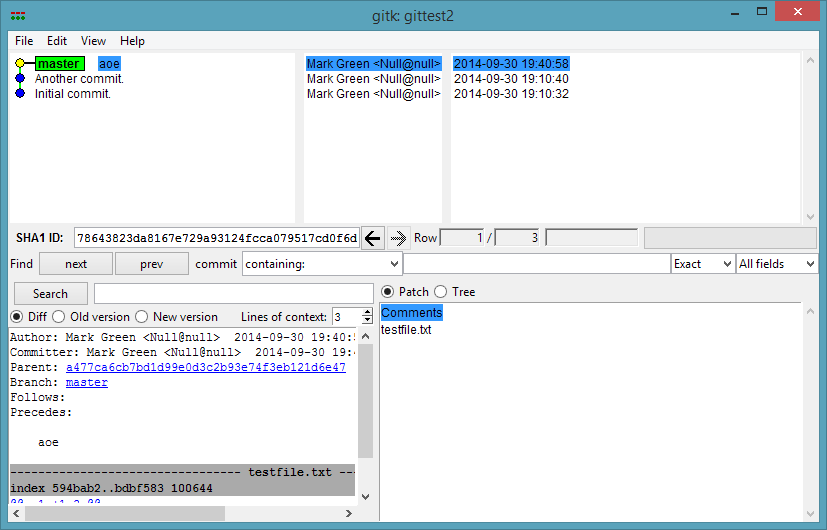 gitk: gittest2
File Edit View Help
master aoe Mark Green <Null@null> 2014-09-30 19:40:58
Another commit. Mark Green <Null@null> 2014-09-30 19:10:40
Initial commit. Mark Green <Null@null> 2014-09-30 19:10:32
SHA1 ID: 78643823da8167e729a93124fcca079517cd0f6d Row 1 / 3
Find next prev commit containing: Exact All fields
Search
Patch Tree
Diff Old version New version Lines of context: 3
Comments
testfile.txt
Author: Mark Green <Null@null> 2014-09-30 19:40:5
Committer: Mark Green <Null@null> 2014-09-30 19:4
Parent: a477ca6cb7bd1d99e0d3c2b93e74f3eb121d6e47
Branch: master
Follows:
Precedes:
aoe
--------------------------------- testfile.txt ---
index 594bab2..bdbf583 100644